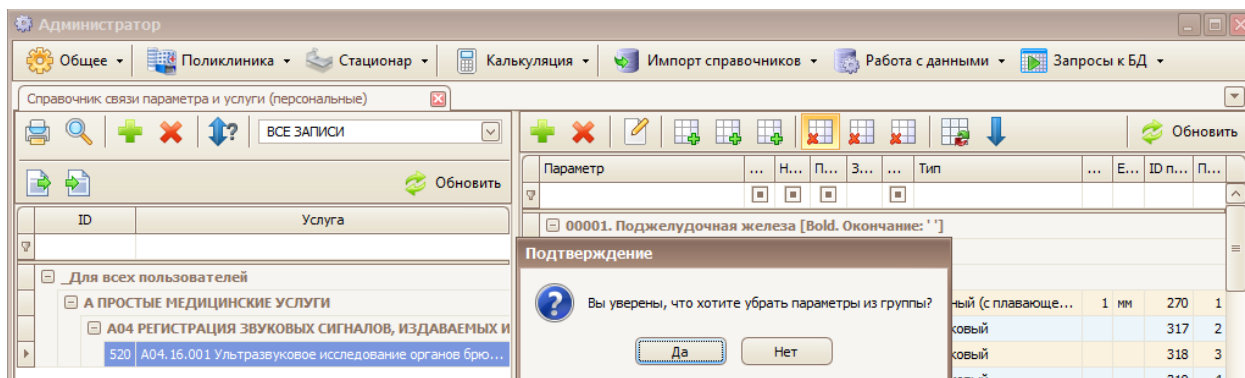 Администратор
Общее Поликлиника Стационар Калькуляция Импорт справочников Работа с данными Запросы к БД
Справочник связи параметра и услуги (персональные)
ВСЕ ЗАПИСИ
Обновить
Обновить
ID Услуга
_Для всех пользователей
А ПРОСТЫЕ МЕДИЦИНСКИЕ УСЛУГИ
А04 РЕГИСТРАЦИЯ ЗВУКОВЫХ СИГНАЛОВ, ИЗДАВАЕМЫХ И
520 А04.16.001 Ультразвуковое исследование органов брю...
Параметр ... Н... П... З... ... Тип ... Е... ID п... П...
00001. Поджелудочная железа [Bold. Окончание: ' ']
Подтверждение
Вы уверены, что хотите убрать параметры из группы?
Да Нет
ный (с плавающе... 1 мм 270 1
ковый 317 2
ковый 318 3